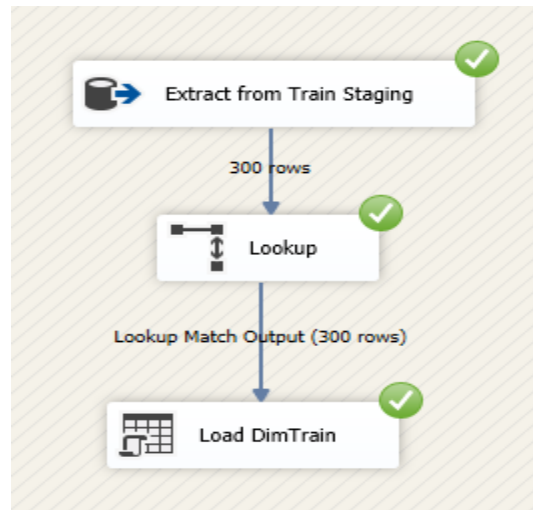 Extract from Train Staging
300 rows
Lookup
Lookup Match Output (300 rows)
Load DimTrain